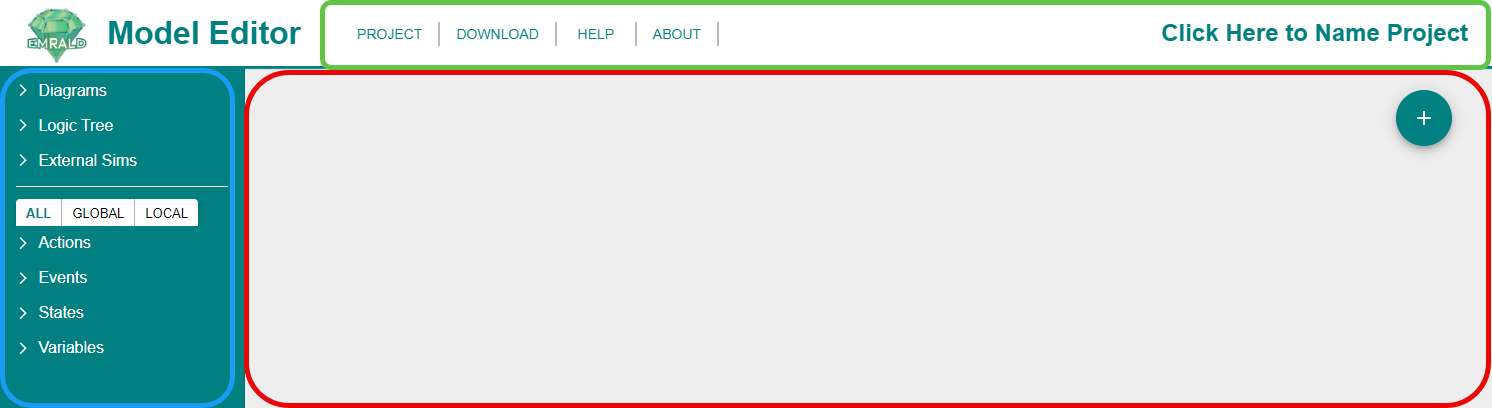 EMRALD Model Editor PROJECT DOWNLOAD HELP ABOUT Click Here to Name Project
Diagrams
Logic Tree
External Sims
ALL GLOBAL LOCAL
Actions
Events
States
Variables